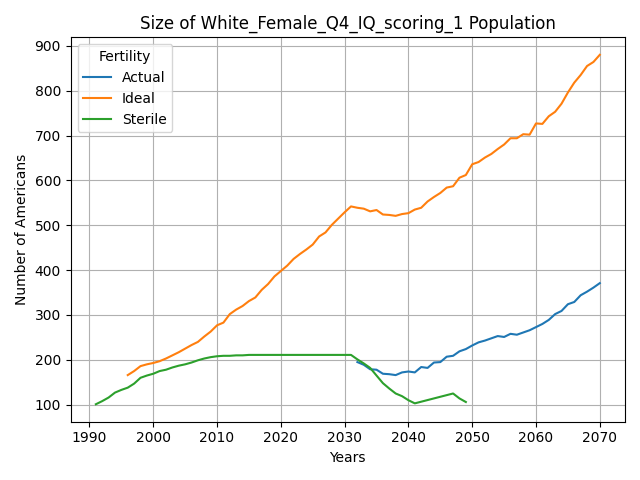 Size of White_Female_Q4_IQ_scoring_1 Population
Fertility
Actual
Ideal
Sterile
Number of Americans
900
800
700
600
500
400
300
200
100
1990 2000 2010 2020 2030 2040 2050 2060 2070
Years